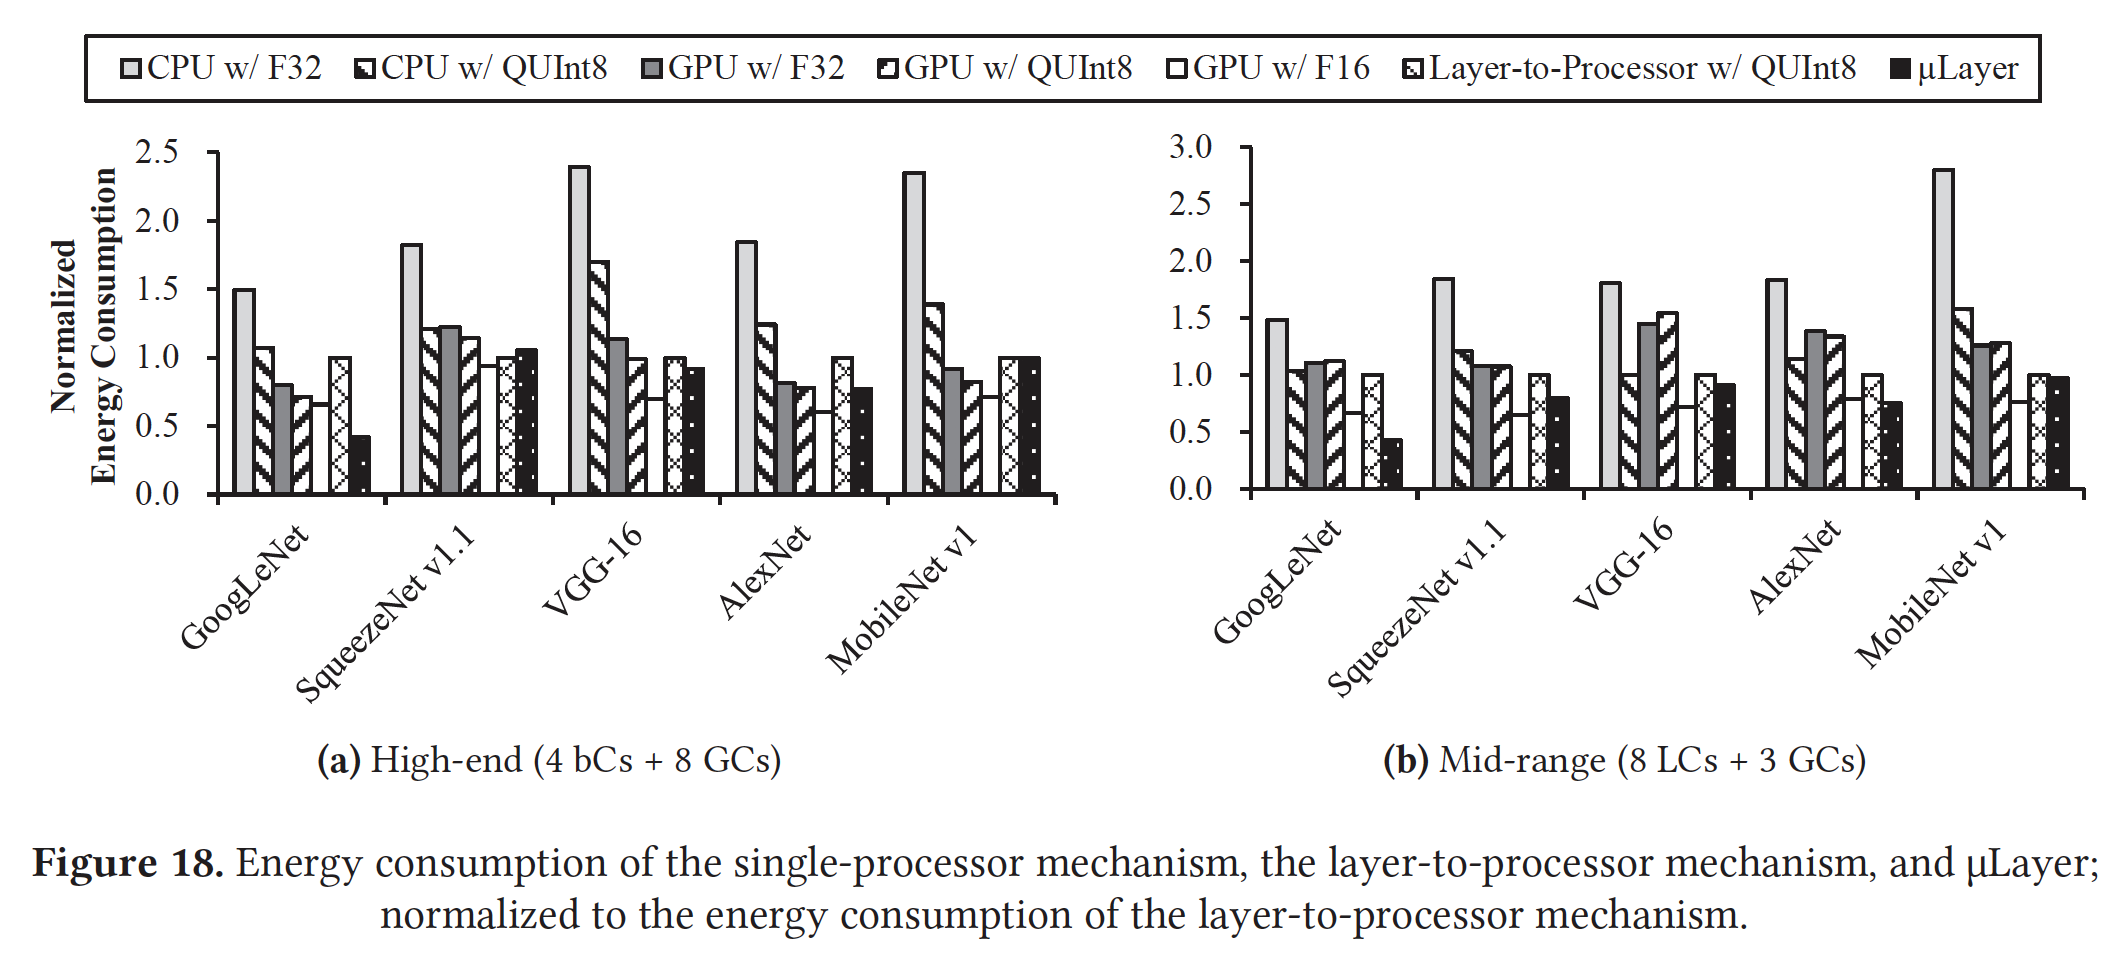 CPU w/ F32 CPU w/ QUInt8 GPU w/ F32 GPU w/ QUInt8 GPU w/ F16 Layer-to-Processor w/ QUInt8 µLayer
Normalized
Energy Consumption
2.5
2.0
1.5
1.0
0.5
0.0
GoogLeNet
SqueezeNet v1.1
VGG-16
AlexNet
MobileNet v1
(a) High-end (4 bCs + 8 GCs)
3.0
2.5
2.0
1.5
1.0
0.5
0.0
GoogLeNet
SqueezeNet v1.1
VGG-16
AlexNet
MobileNet v1
(b) Mid-range (8 LCs + 3 GCs)
Figure 18. Energy consumption of the single-processor mechanism, the layer-to-processor mechanism, and µLayer;
normalized to the energy consumption of the layer-to-processor mechanism.